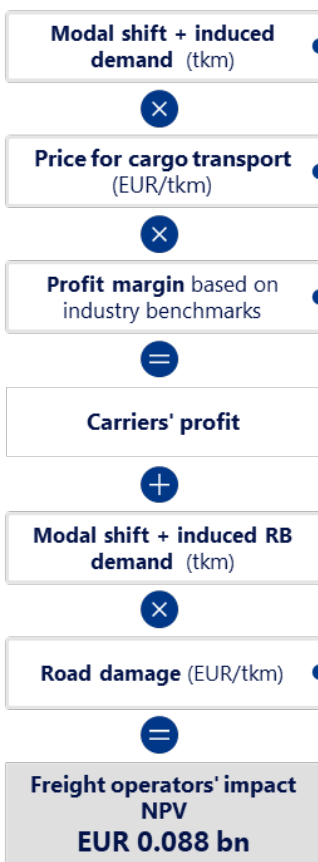 Modal shift + induced
demand (tkm)
×
Price for cargo transport
(EUR/tkm)
×
Profit margin based on
industry benchmarks
=
Carriers' profit
+
Modal shift + induced RB
demand (tkm)
×
Road damage (EUR/tkm)
=
Freight operators' impact
NPV
EUR 0.088 bn